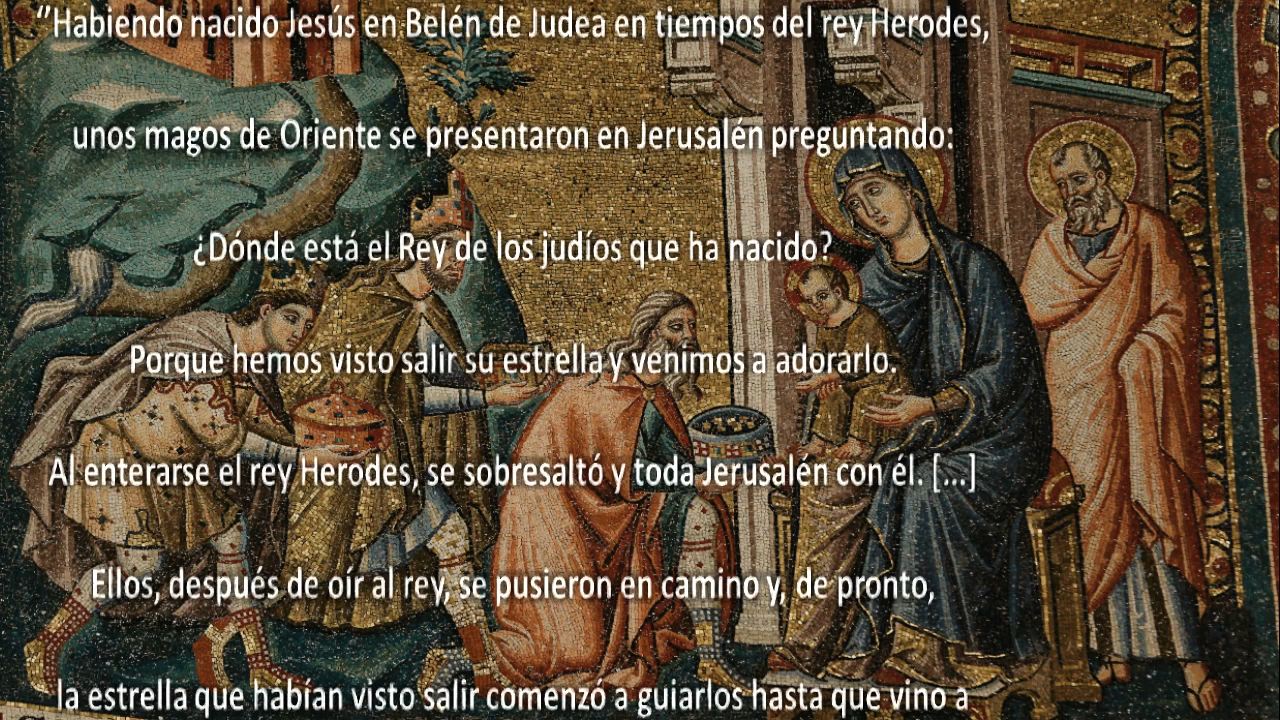 “Habiendo nacido Jesús en Belén de Judea en tiempos del rey Herodes,
unos magos de Oriente se presentaron en Jerusalén preguntando:
¿Dónde está el Rey de los judíos que ha nacido?
Porque hemos visto salir su estrella y venimos a adorarlo.
Al enterarse el rey Herodes, se sobresaltó y toda Jerusalén con él. [...]
Ellos, después de oír al rey, se pusieron en camino y, de pronto,
la estrella que habían visto salir comenzó a guiarlos hasta que vino a